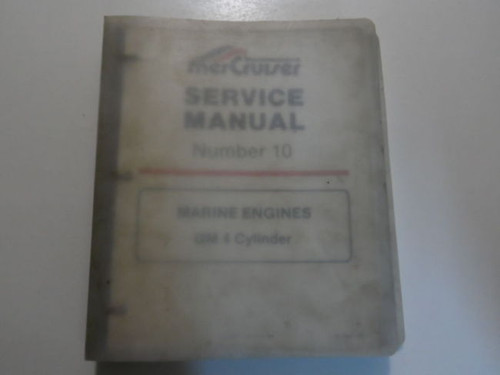 merCruiser
SERVICE
MANUAL
Number 10
MARINE ENGINES
GM 4 Cylinder